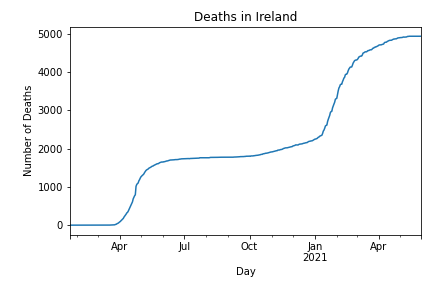 Deaths in Ireland
5000
4000
3000
2000
1000
0
Number of Deaths
Apr
Jul
Oct
Jan
2021
Apr
Day